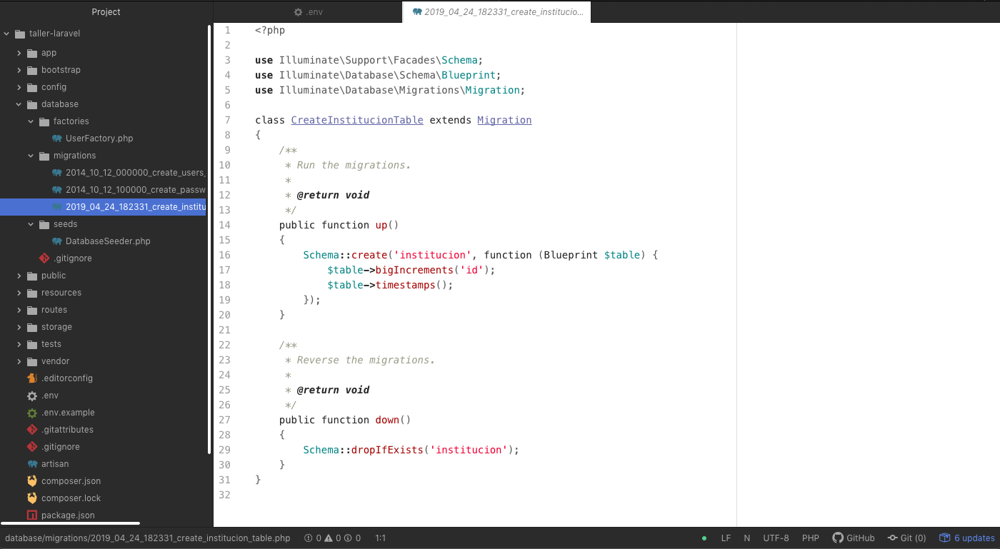 Project
taller-laravel
app
bootstrap
config
database
factories
UserFactory.php
migrations
2014_10_12_000000_create_users_
2014_10_12_100000_create_passw
2019_04_24_182331_create_institu
seeds
DatabaseSeeder.php
.gitignore
public
resources
routes
storage
tests
vendor
.editorconfig
.env
.env.example
.gitattributes
.gitignore
artisan
composer.json
composer.lock
package.json
.env
2019_04_24_182331_create_institucio...
1 <?php
2
3 use Illuminate\Support\Facades\Schema;
4 use Illuminate\Database\Schema\Blueprint;
5 use Illuminate\Database\Migrations\Migration;
6
7 class CreateInstitucionTable extends Migration
8 {
9     /**
10      * Run the migrations.
11      *
12      * @return void
13      */
14     public function up()
15     {
16         Schema::create('institucion', function (Blueprint $table) {
17             $table->bigIncrements('id');
18             $table->timestamps();
19         });
20     }
21
22     /**
23      * Reverse the migrations.
24      *
25      * @return void
26      */
27     public function down()
28     {
29         Schema::dropIfExists('institucion');
30     }
31 }
32
database/migrations/2019_04_24_182331_create_institucion_table.php 0 0 0 1:1 LF N UTF-8 PHP GitHub Git (0) 6 updates